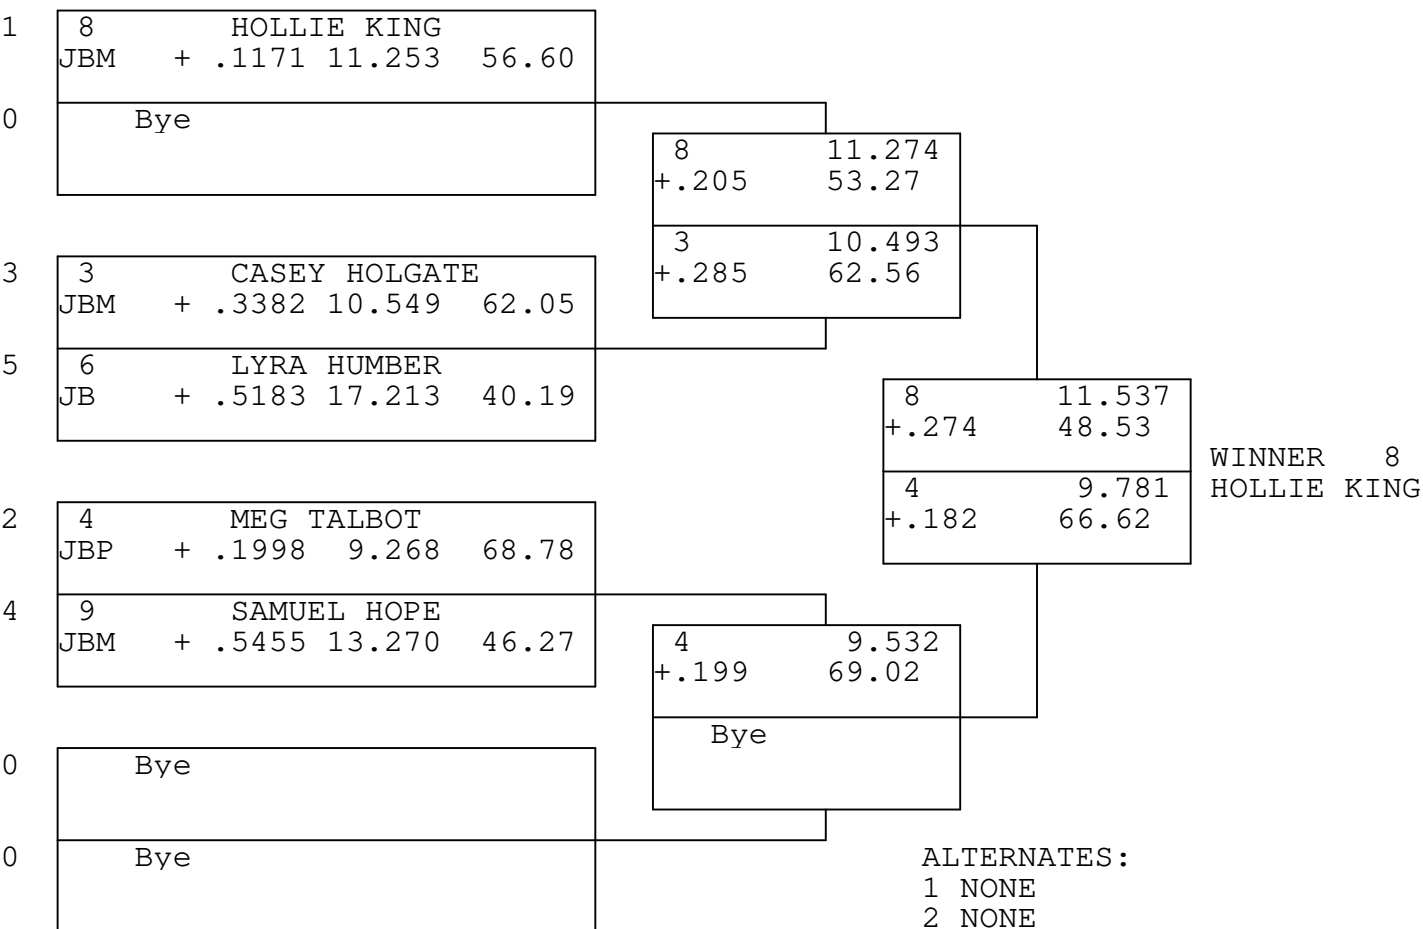 1 8 HOLLIE KING
JBM + .1171 11.253 56.60
0 Bye
8 11.274
+.205 53.27
3 10.493
+.285 62.56
3 3 CASEY HOLGATE
JBM + .3382 10.549 62.05
5 6 LYRA HUMBER
JB + .5183 17.213 40.19
8 11.537
+.274 48.53
4 9.781
+.182 66.62
WINNER 8
HOLLIE KING
2 4 MEG TALBOT
JBP + .1998 9.268 68.78
4 9 SAMUEL HOPE
JBM + .5455 13.270 46.27
4 9.532
+.199 69.02
Bye
0 Bye
0 Bye
ALTERNATES:
1 NONE
2 NONE